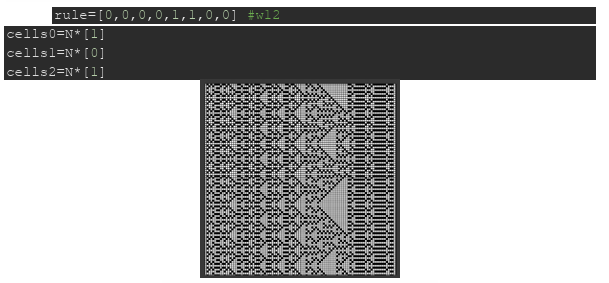 rule=[0,0,0,0,1,1,0,0] #w12
cells0=N*[1]
cells1=N*[0]
cells2=N*[1]